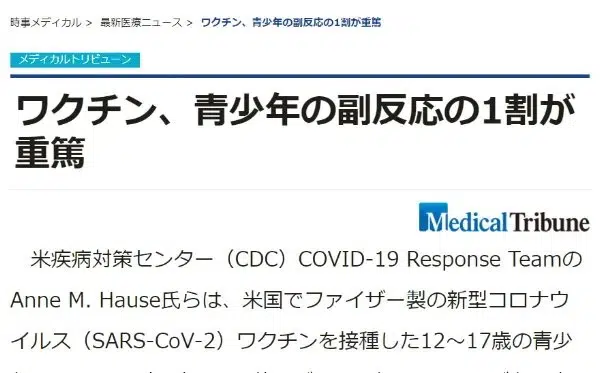 時事メディカル > 最新医療ニュース > ワクチン、青少年の副反応の1割が重篤
メディカルトリビューン
ワクチン、青少年の副反応の1割が
重篤
Medical Tribune
米疾病対策センター（CDC）COVID-19 Response Teamの
Anne M. Hause氏らは、米国でファイザー製の新型コロナウ
イルス（SARS-CoV-2）ワクチンを接種した12～17歳の青少